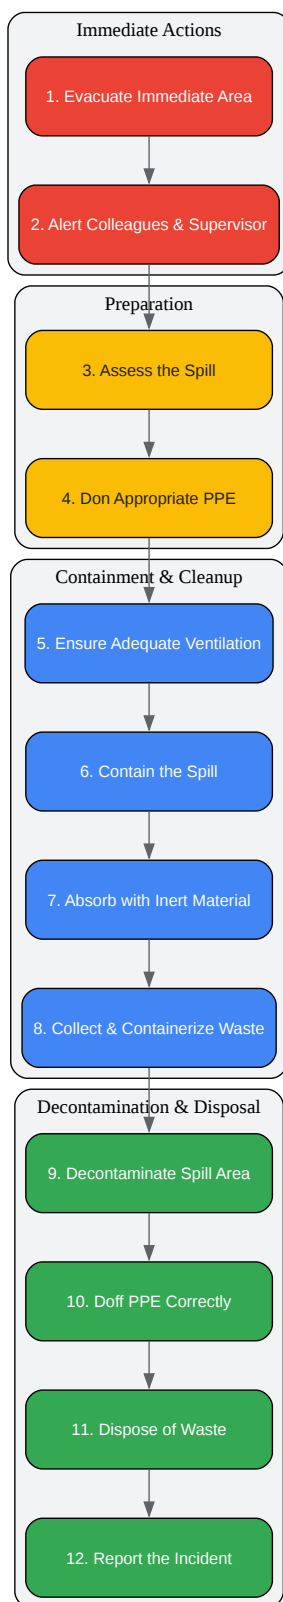 Immediate Actions
1. Evacuate Immediate Area
2. Alert Colleagues & Supervisor
Preparation
3. Assess the Spill
4. Don Appropriate PPE
Containment & Cleanup
5. Ensure Adequate Ventilation
6. Contain the Spill
7. Absorb with Inert Material
8. Collect & Containerize Waste
Decontamination & Disposal
9. Decontaminate Spill Area
10. Doff PPE Correctly
11. Dispose of Waste
12. Report the Incident